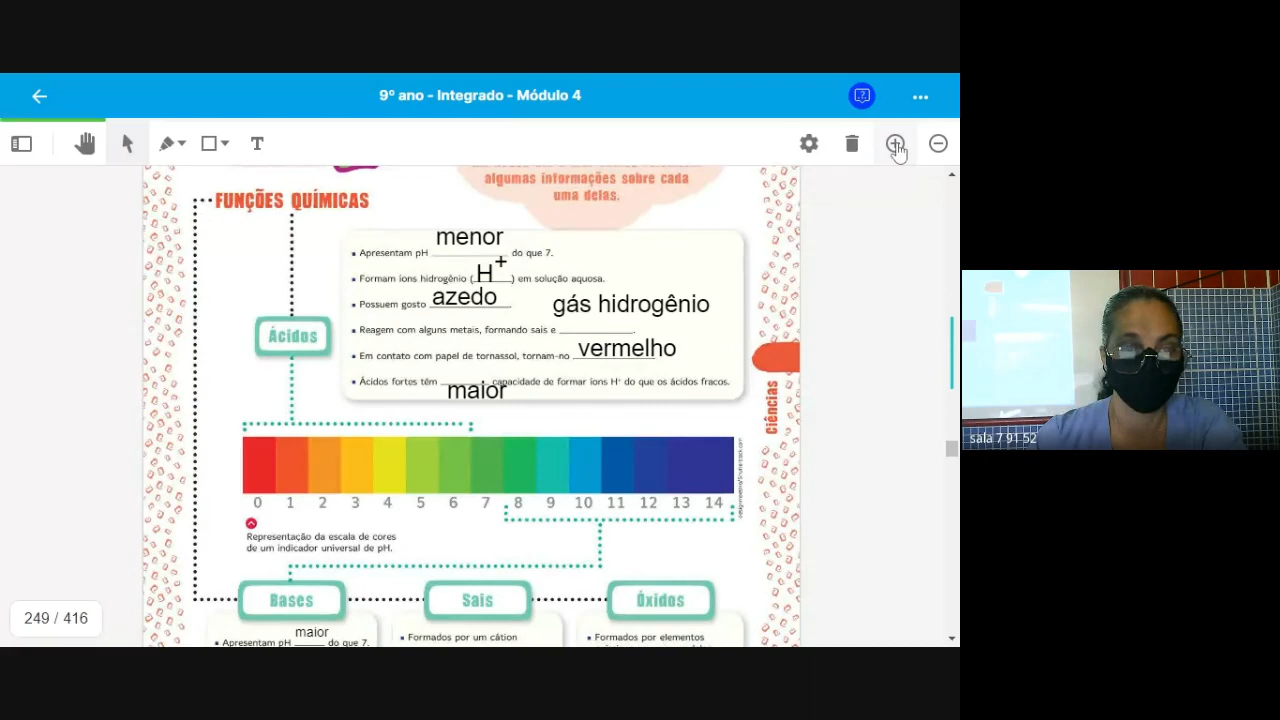 9º ano - Integrado - Módulo 4
algumas informações sobre cada
uma delas.
FUNÇÕES QUÍMICAS
Ácidos
▪ Apresentam pH menor do que 7.
▪ Formam íons hidrogênio (H+) em solução aquosa.
▪ Possuem gosto azedo
gás hidrogênio
▪ Reagem com alguns metais, formando sais e ____________.
▪ Em contato com papel de tornassol, tornam-no vermelho
▪ Ácidos fortes têm maior capacidade de formar íons H+ do que os ácidos fracos.
Ciências
0 1 2 3 4 5 6 7 8 9 10 11 12 13 14
Representação da escala de cores
de um indicador universal de pH.
Bases
Sais
Óxidos
▪ Apresentam pH maior do que 7.
▪ Formados por um cátion
▪ Formados por elementos
249 / 416
sala 7 91 52